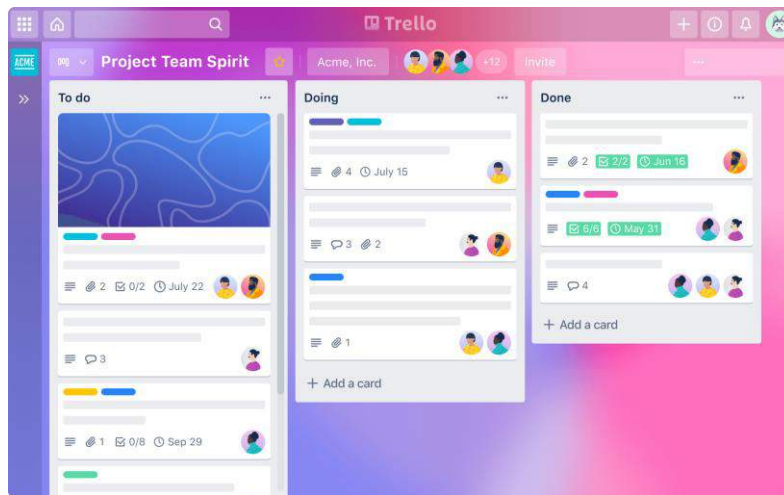 Trello
ACME
Project Team Spirit
Acme, Inc.
+12
Invite
To do
2
0/2
July 22
3
1
0/8
Sep 29
Doing
4
July 15
3
2
1
+ Add a card
Done
2
2/2
Jun 16
6/6
May 31
4
+ Add a card